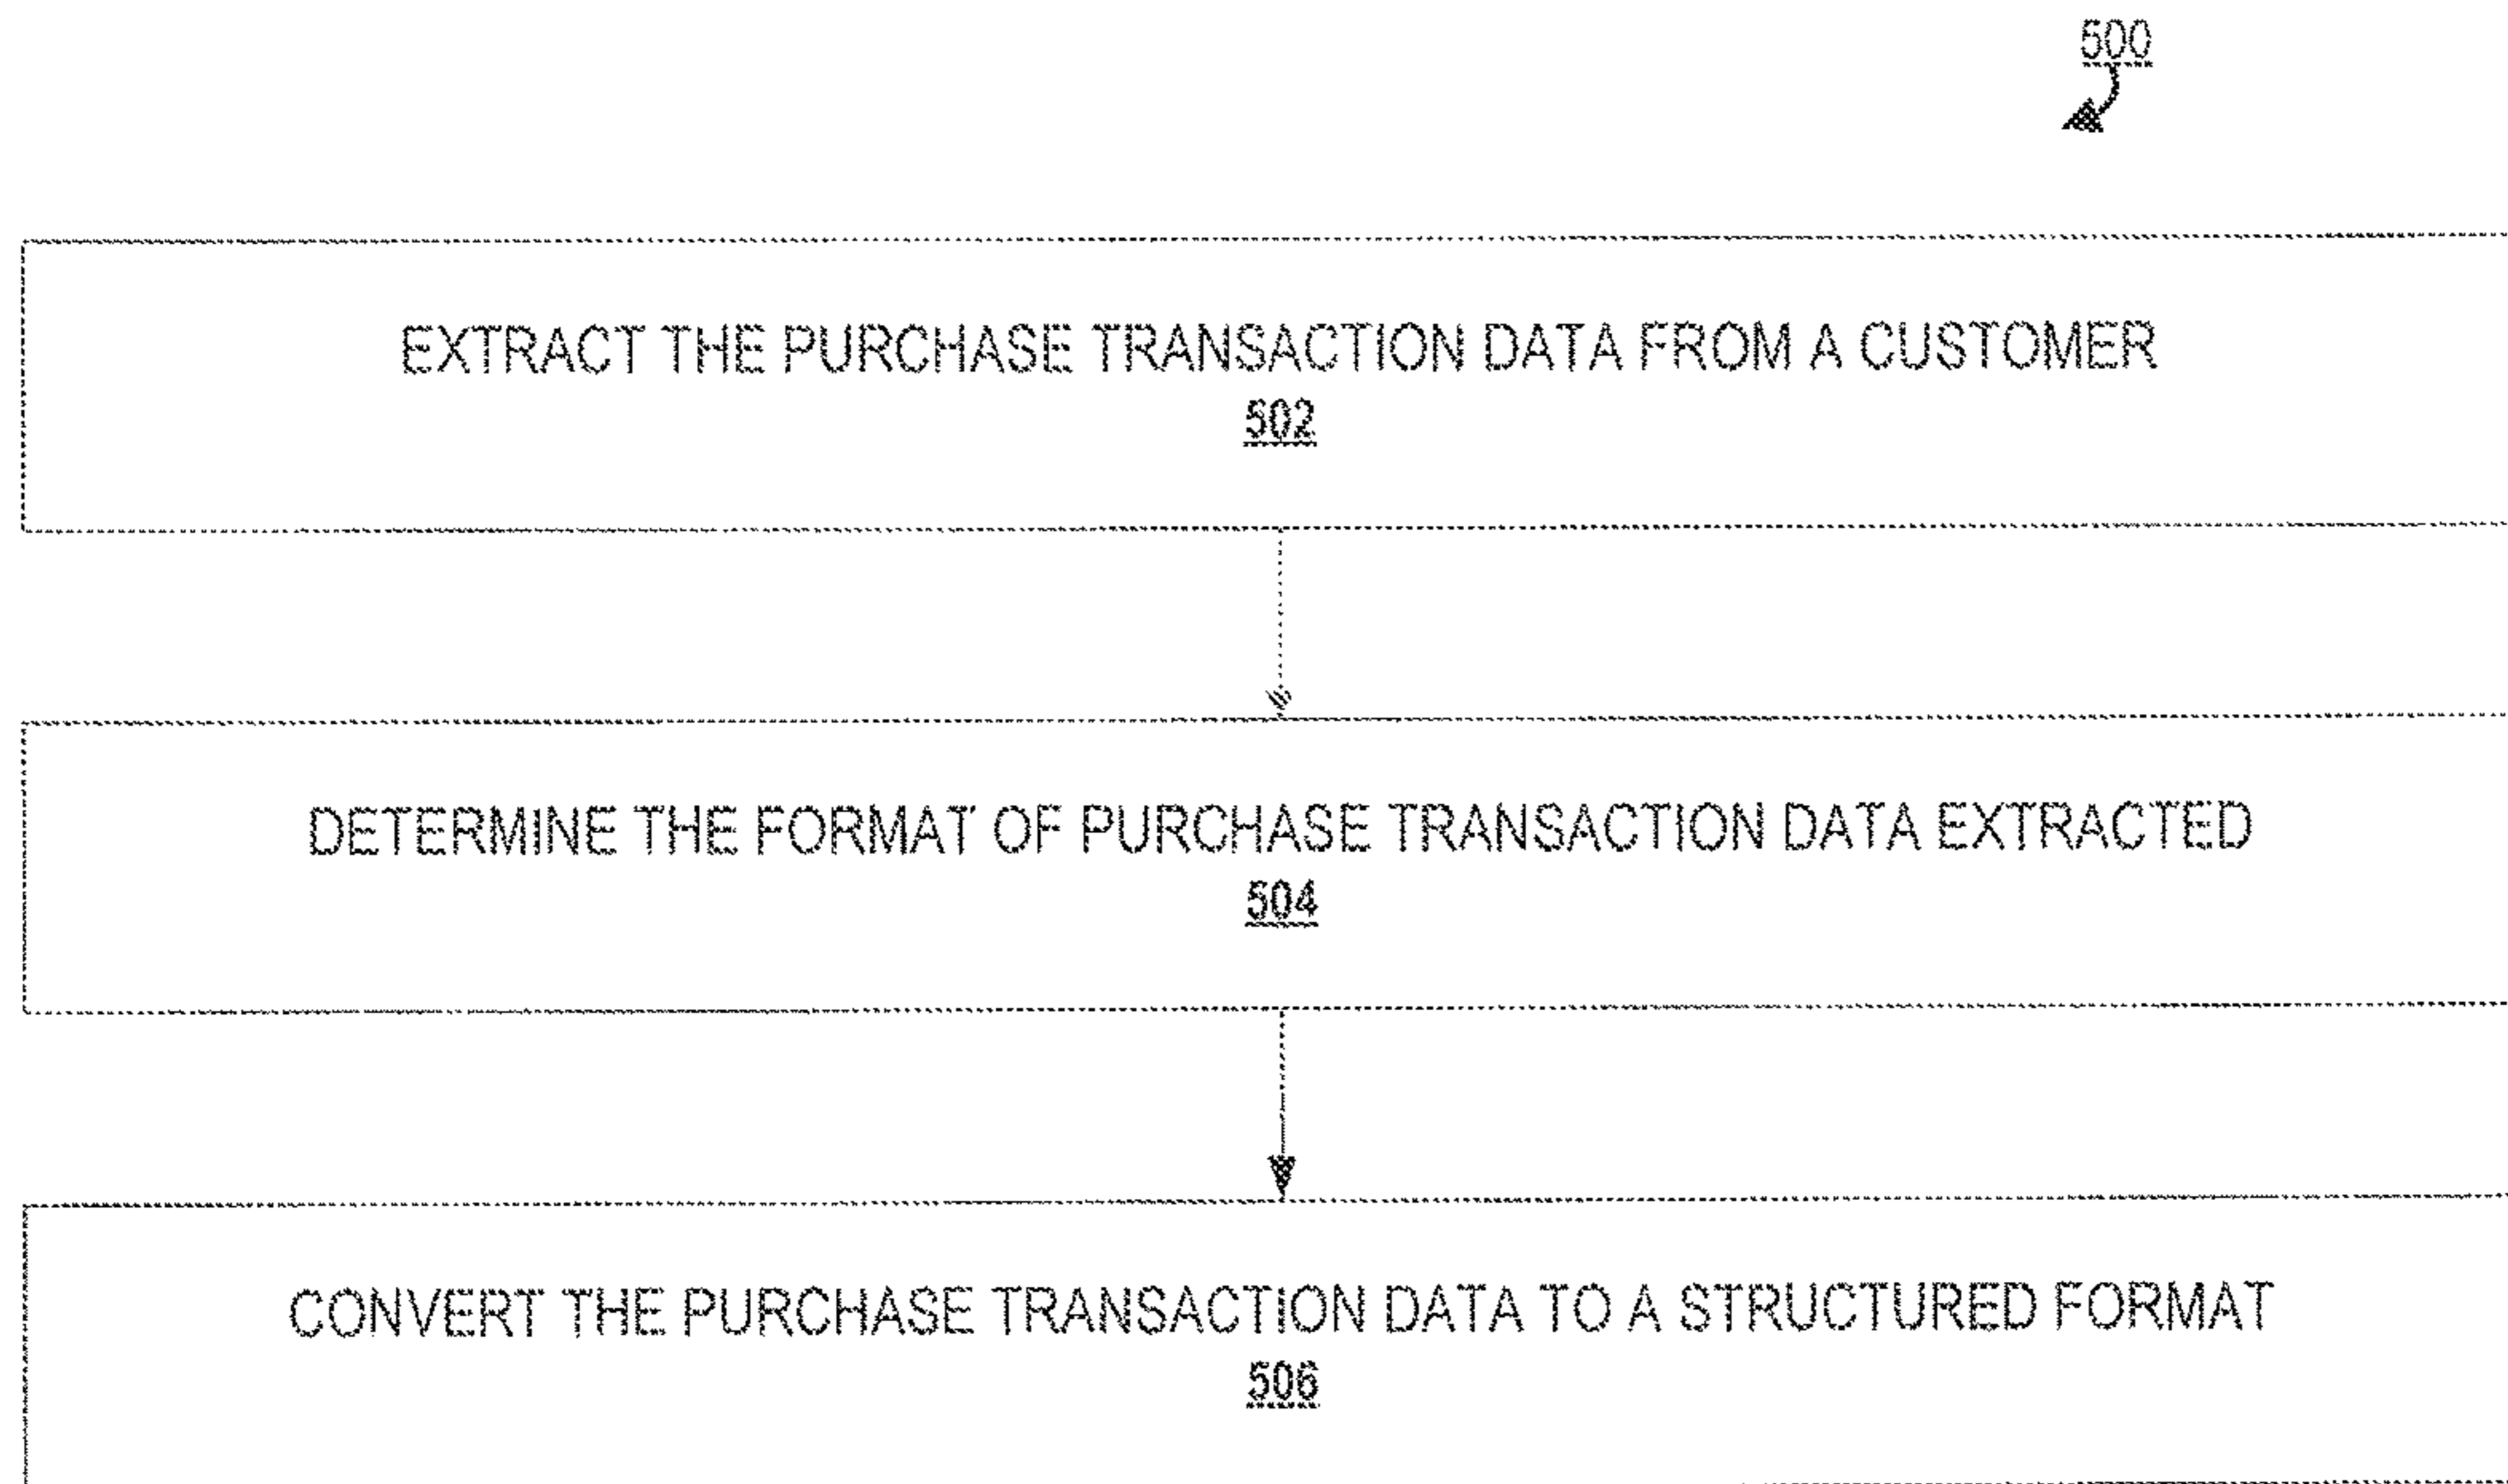 500
EXTRACT THE PURCHASE TRANSACTION DATA FROM A CUSTOMER
502
DETERMINE THE FORMAT OF PURCHASE TRANSACTION DATA EXTRACTED
504
CONVERT THE PURCHASE TRANSACTION DATA TO A STRUCTURED FORMAT
506